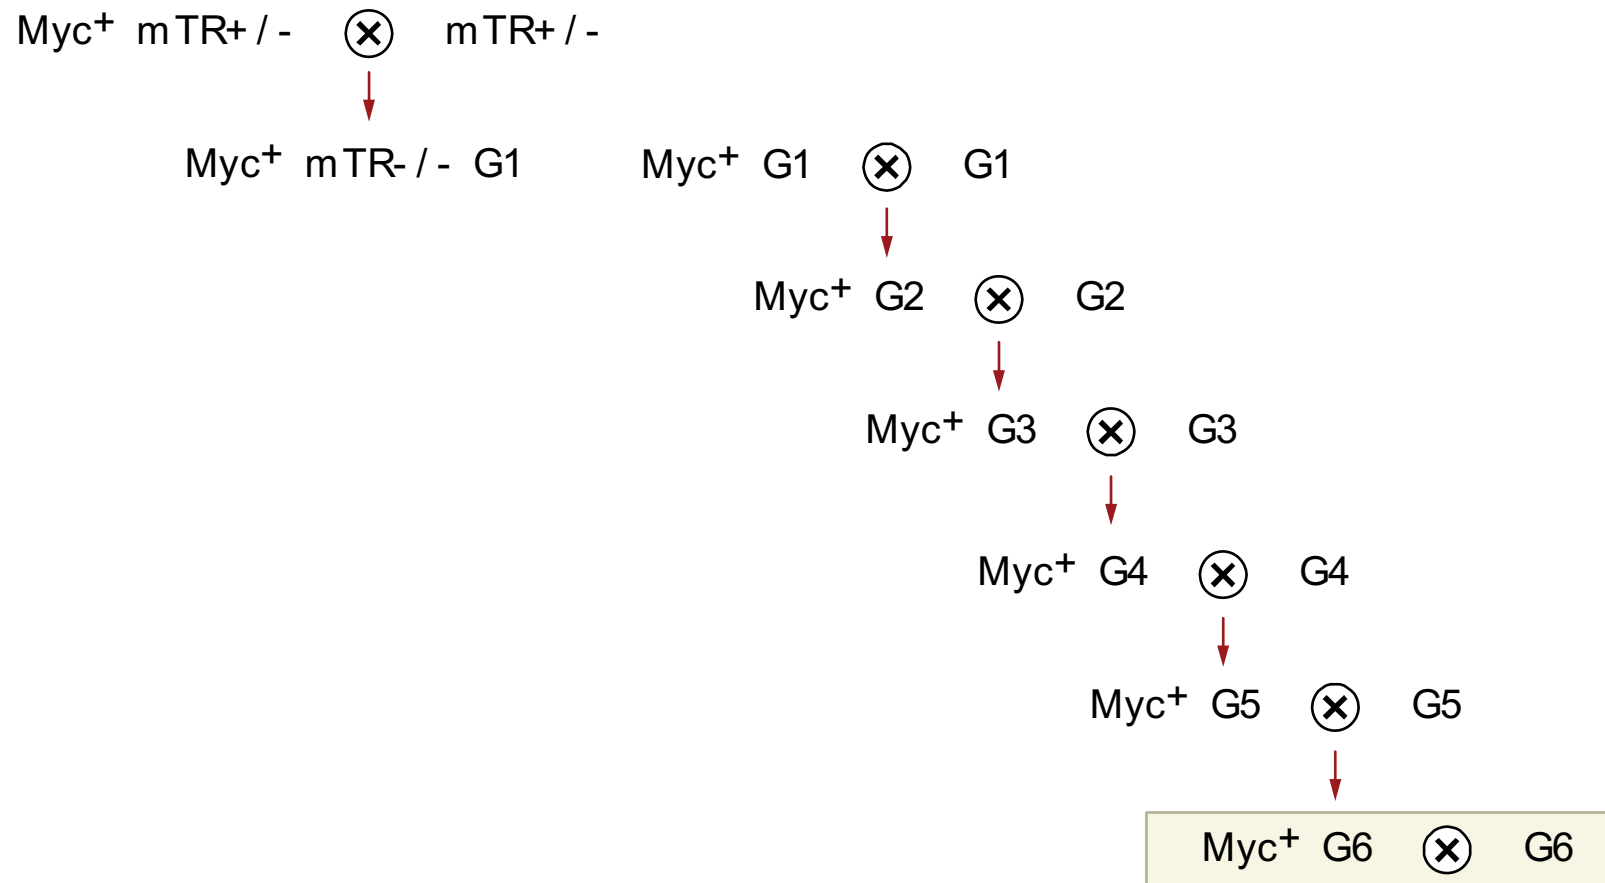 Myc+ mTR+/- mTR+/-
Myc+ mTR-/- G1 Myc+ G1 G1
Myc+ G2 G2
Myc+ G3 G3
Myc+ G4 G4
Myc+ G5 G5
Myc+ G6 G6